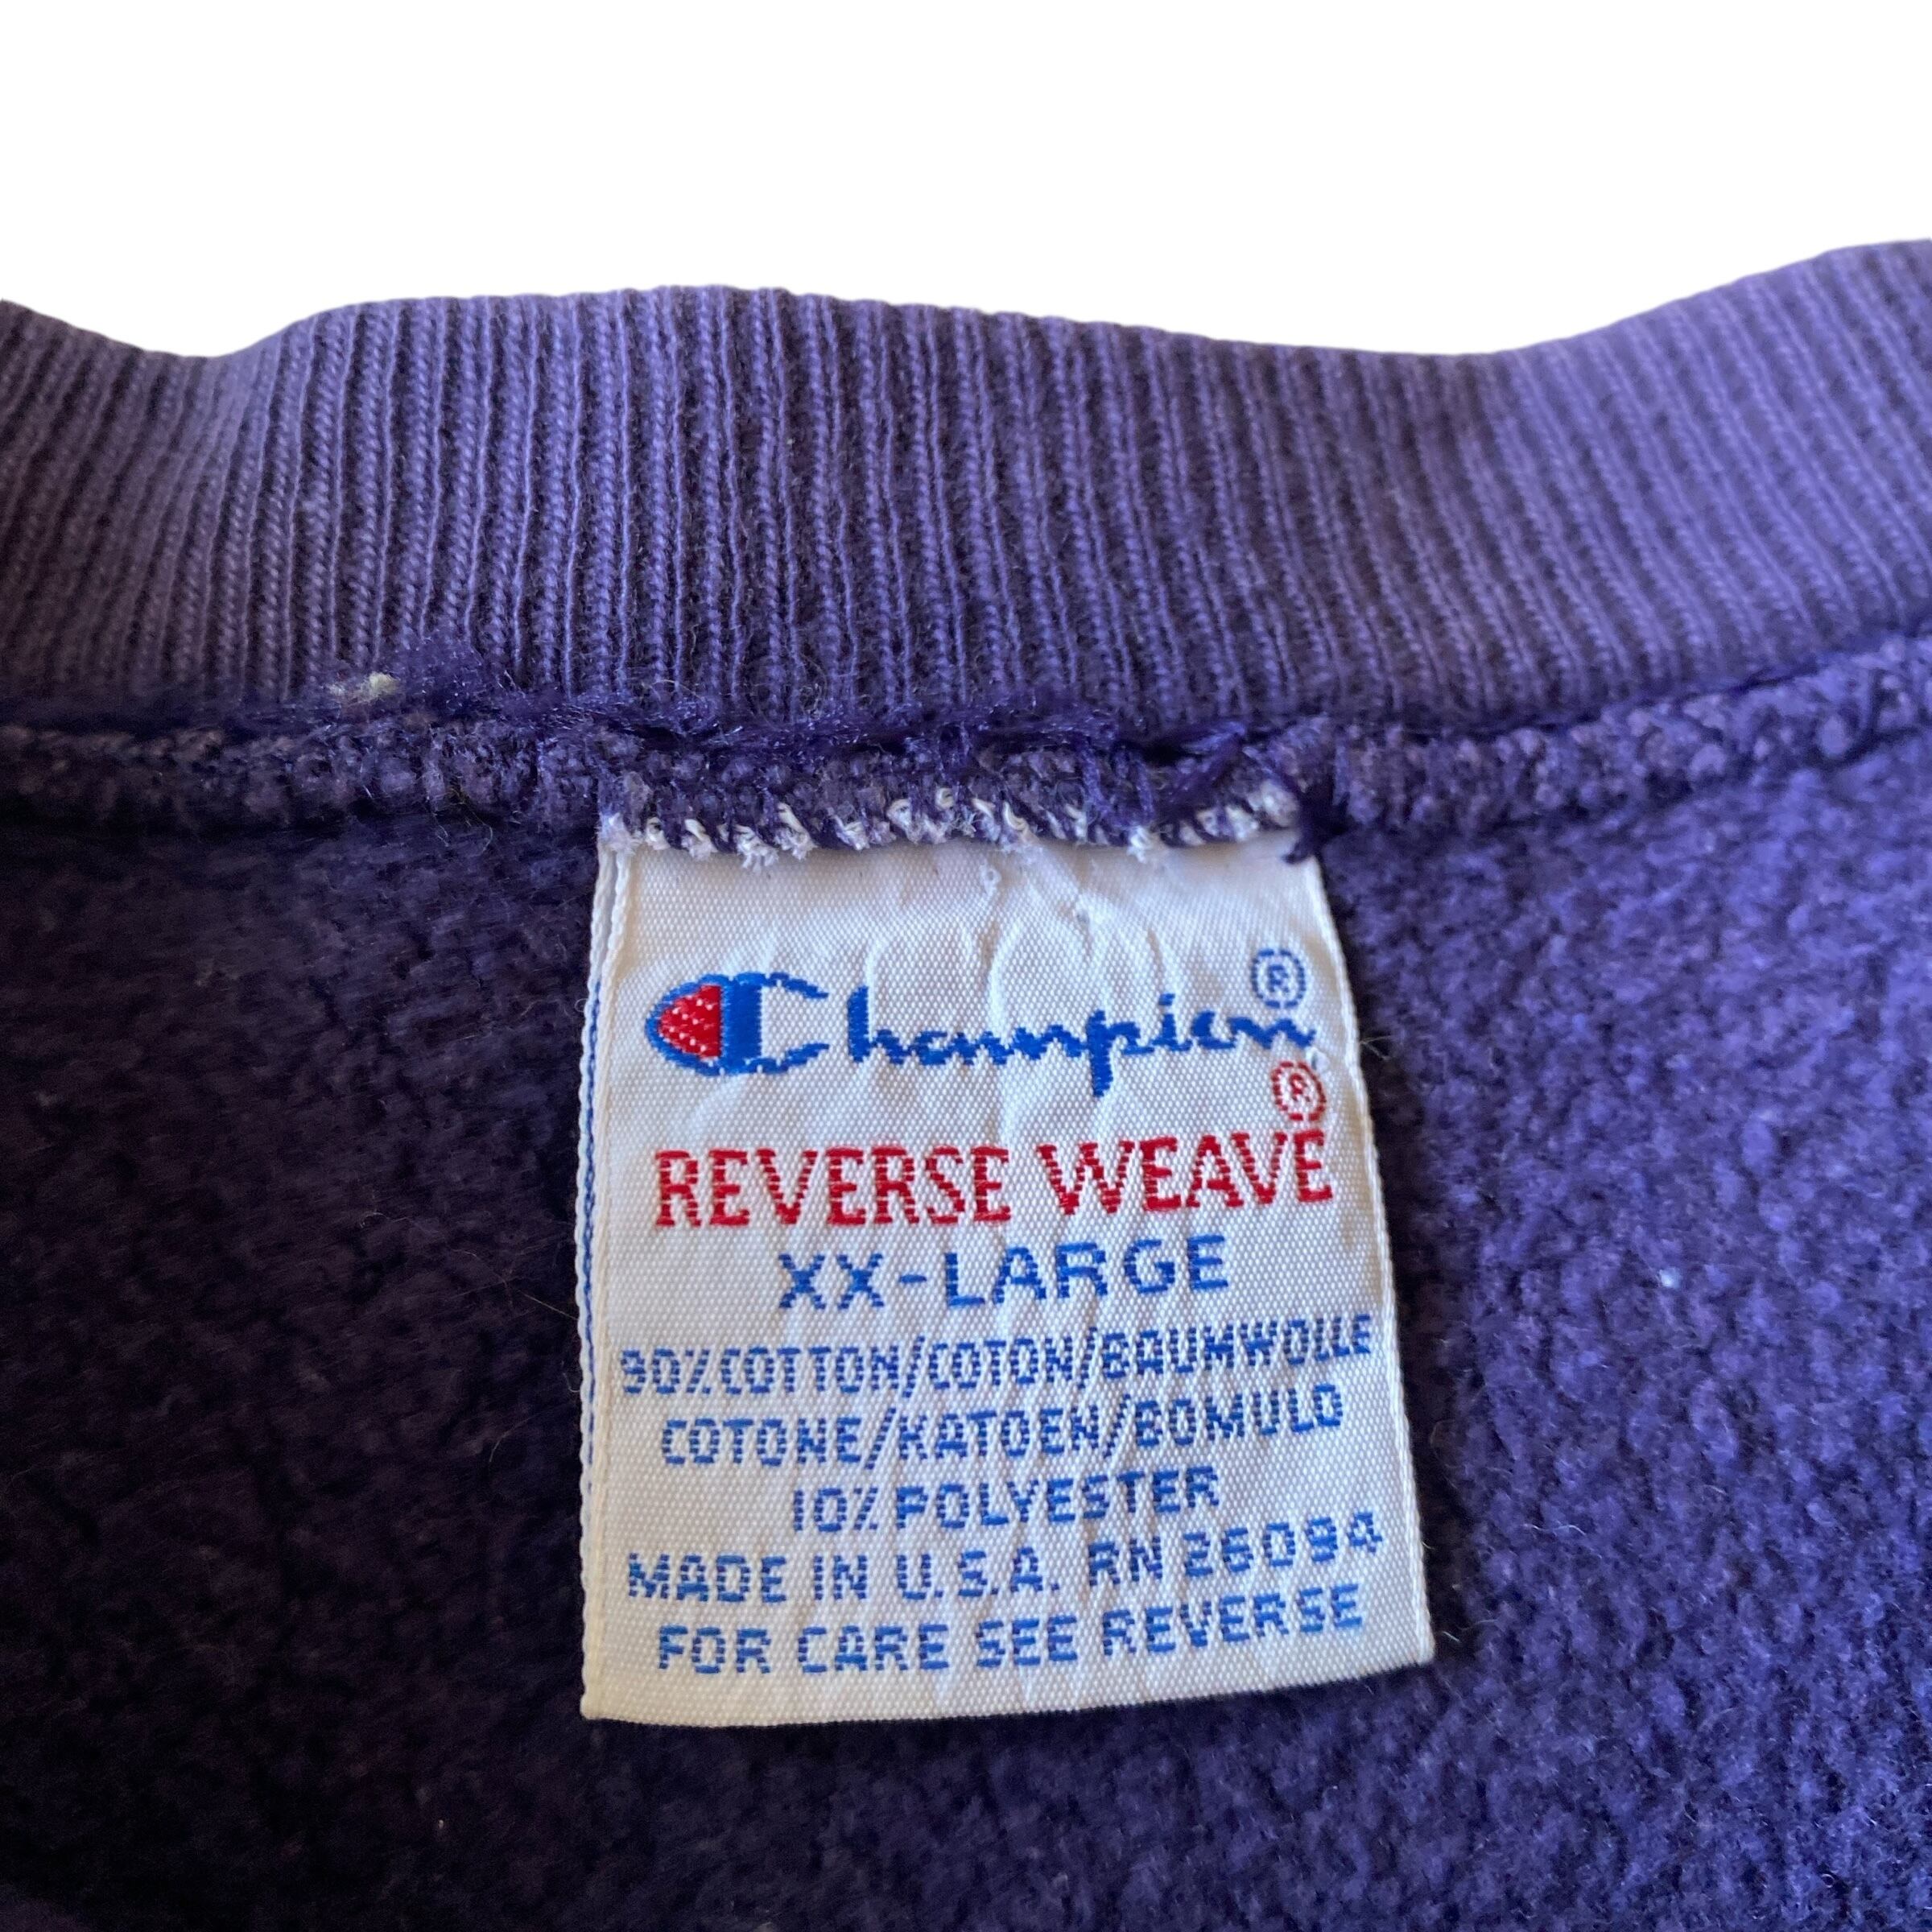 Champion®
®
REVERSE WEAVE
XX-LARGE
90% COTTON/COTON/BAUMWOLLE
COTONE/KATOEN/BOMULD
10% POLYESTER
MADE IN U.S.A. RN 26094
FOR CARE SEE REVERSE